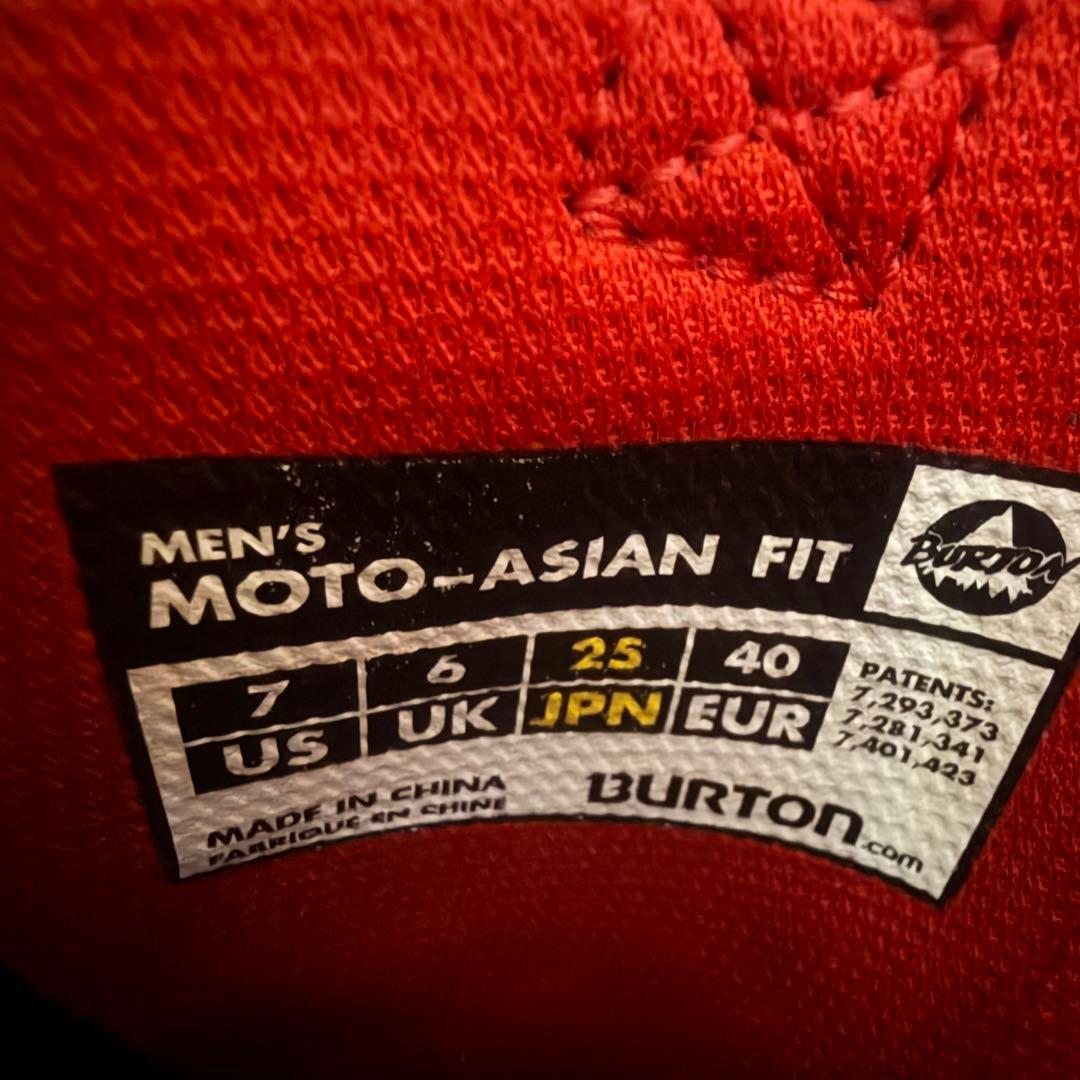 MEN'S
MOTO-ASIAN FIT
BURTON
7 6 25 40
US UK JPN EUR
PATENTS:
7,293,373
7,281,341
7,401,423
MADE IN CHINA
FABRIQUE EN CHINE
BURTON.com